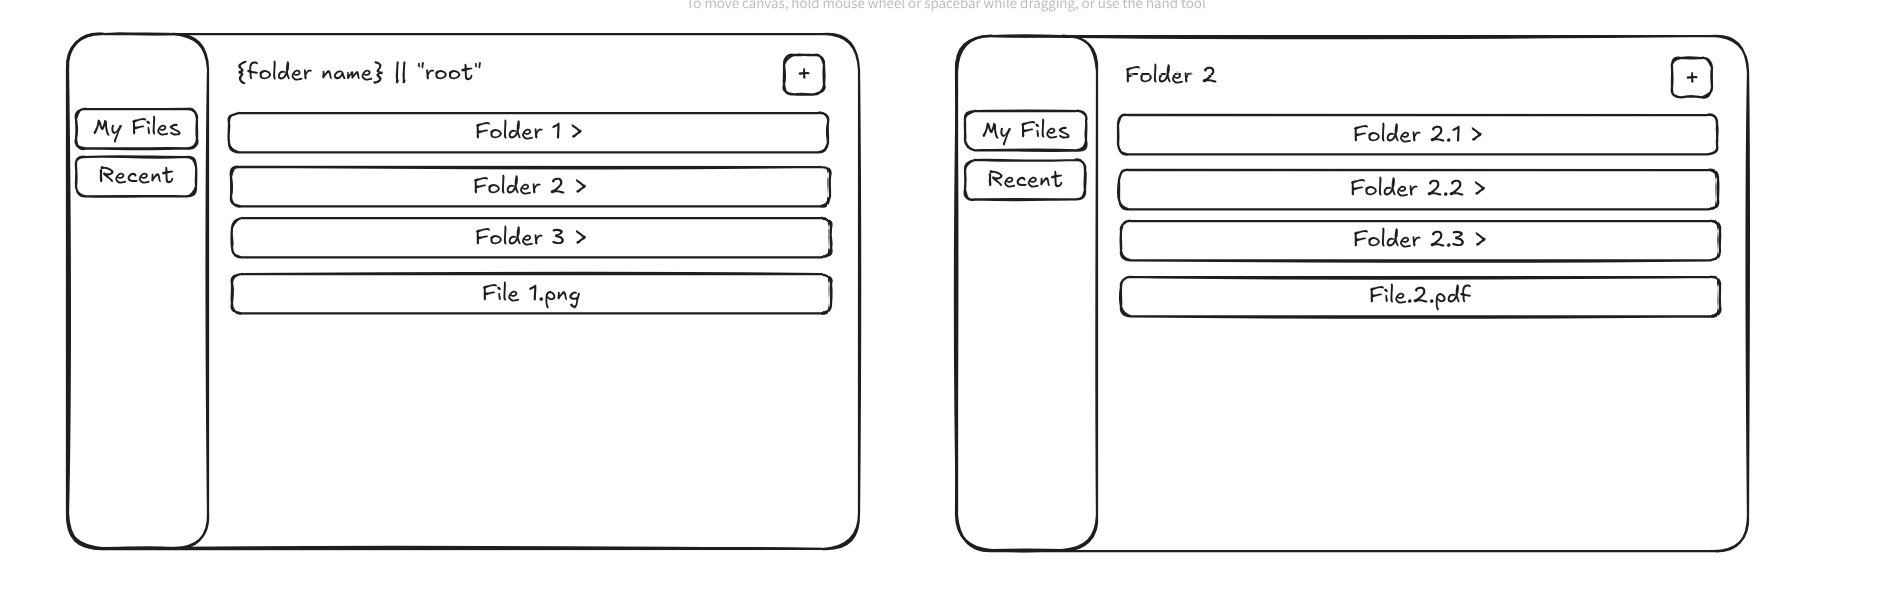 To move canvas, hold mouse wheel or spacebar while dragging, or use the hand tool
{folder name} || "root"
+
My Files
Recent
Folder 1 >
Folder 2 >
Folder 3 >
File 1.png
Folder 2
+
My Files
Recent
Folder 2.1 >
Folder 2.2 >
Folder 2.3 >
File.2.pdf